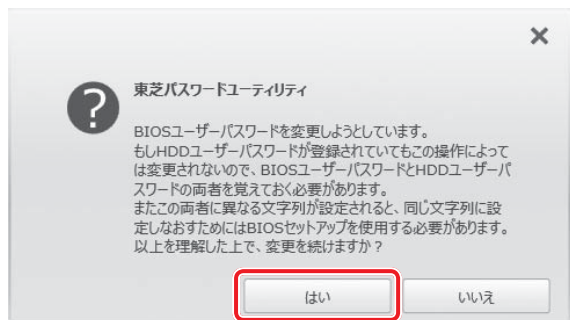 東芝パスワードユーティリティ
BIOSユーザーパスワードを変更しようとしています。
もしHDDユーザーパスワードが登録されていてもこの操作によって
は変更されないので、BIOSユーザーパスワードとHDDユーザーパ
スワードの両者を覚えておく必要があります。
またこの両者に異なる文字列が設定されると、同じ文字列に設
定しなおすためにはBIOSセットアップを使用する必要があります。
以上を理解した上で、変更を続けますか？
はい
いいえ